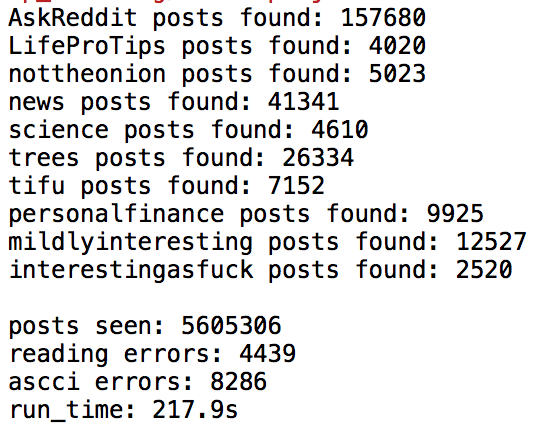 AskReddit posts found: 157680
LifeProTips posts found: 4020
nottheonion posts found: 5023
news posts found: 41341
science posts found: 4610
trees posts found: 26334
tifu posts found: 7152
personalfinance posts found: 9925
mildlyinteresting posts found: 12527
interestingasfuck posts found: 2520
posts seen: 5605306
reading errors: 4439
ascci errors: 8286
run_time: 217.9s